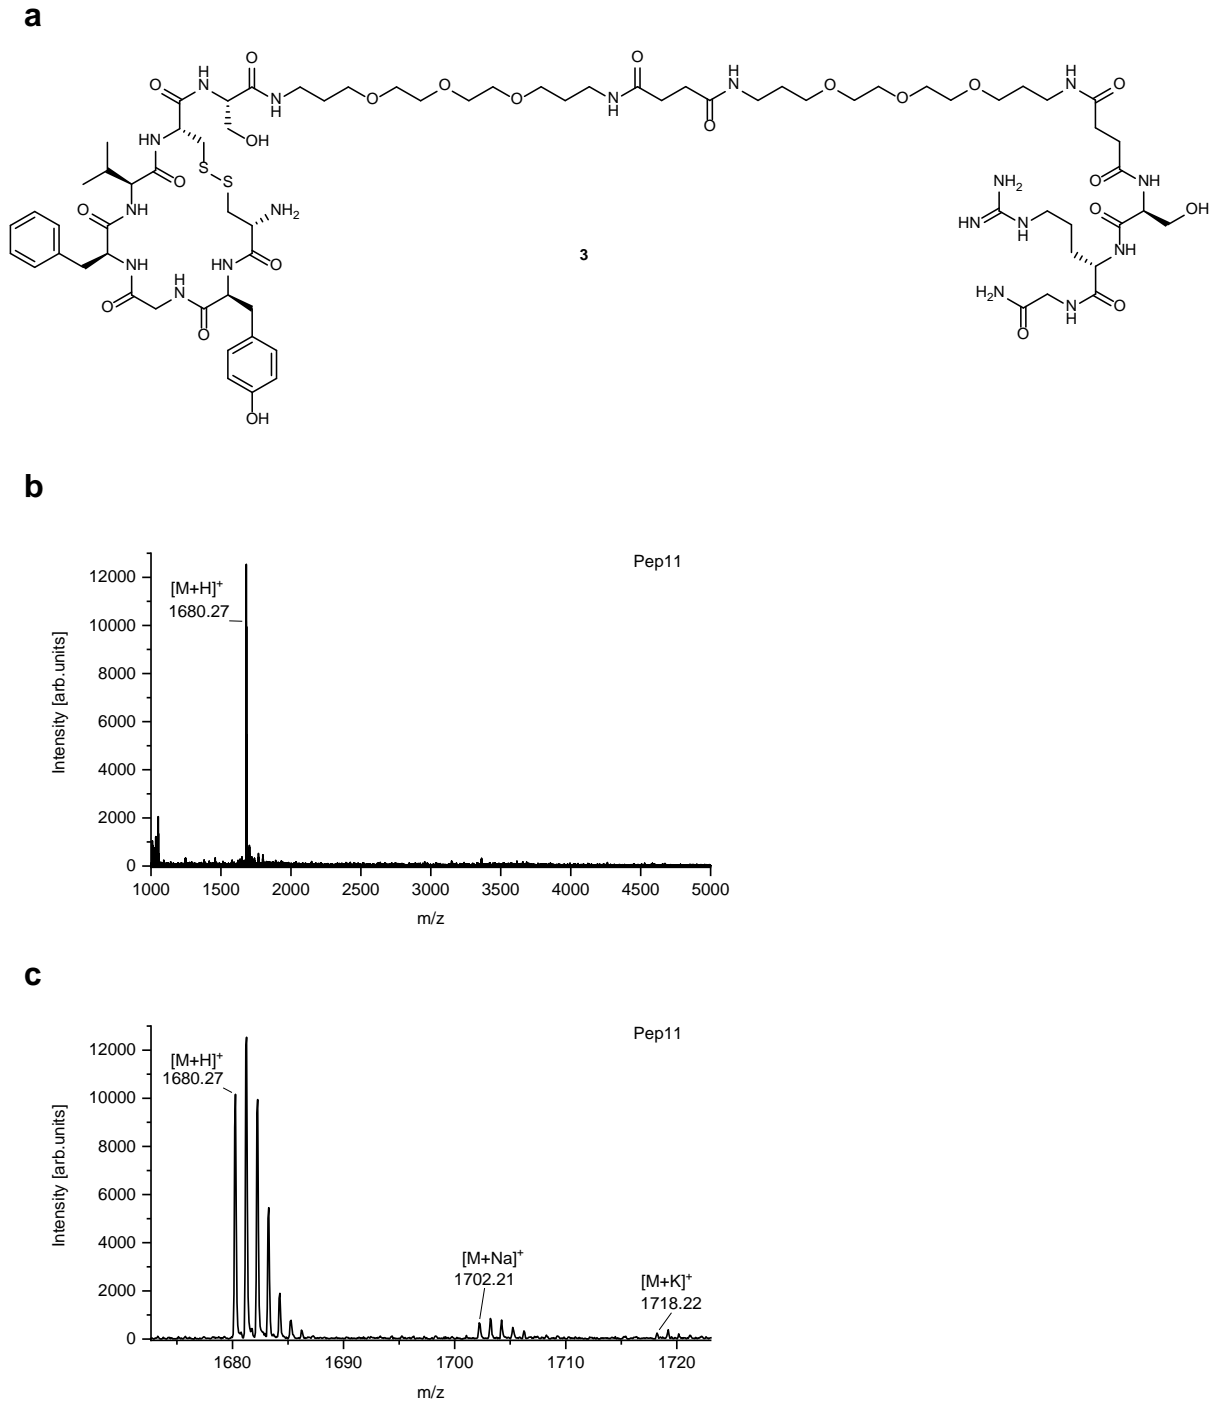 a
O
H
N
O
N
H
O
O
O
N
H
O
O
H
N
O
O
O
H
N
O
HN
OH
S
S
O
NH
O
NH2
O
HN
O
NH
HN
O
O
H
N
O
OH
O
NH
OH
O
NH
NH2
HN
N
H
H2N
O
N
H
O
3
b
Pep11
[M+H]+
1680.27
12000
10000
8000
6000
4000
2000
0
Intensity [arb.units]
1000 1500 2000 2500 3000 3500 4000 4500 5000
m/z
c
Pep11
[M+H]+
1680.27
[M+Na]+
1702.21
[M+K]+
1718.22
12000
10000
8000
6000
4000
2000
0
Intensity [arb.units]
1680 1690 1700 1710 1720
m/z